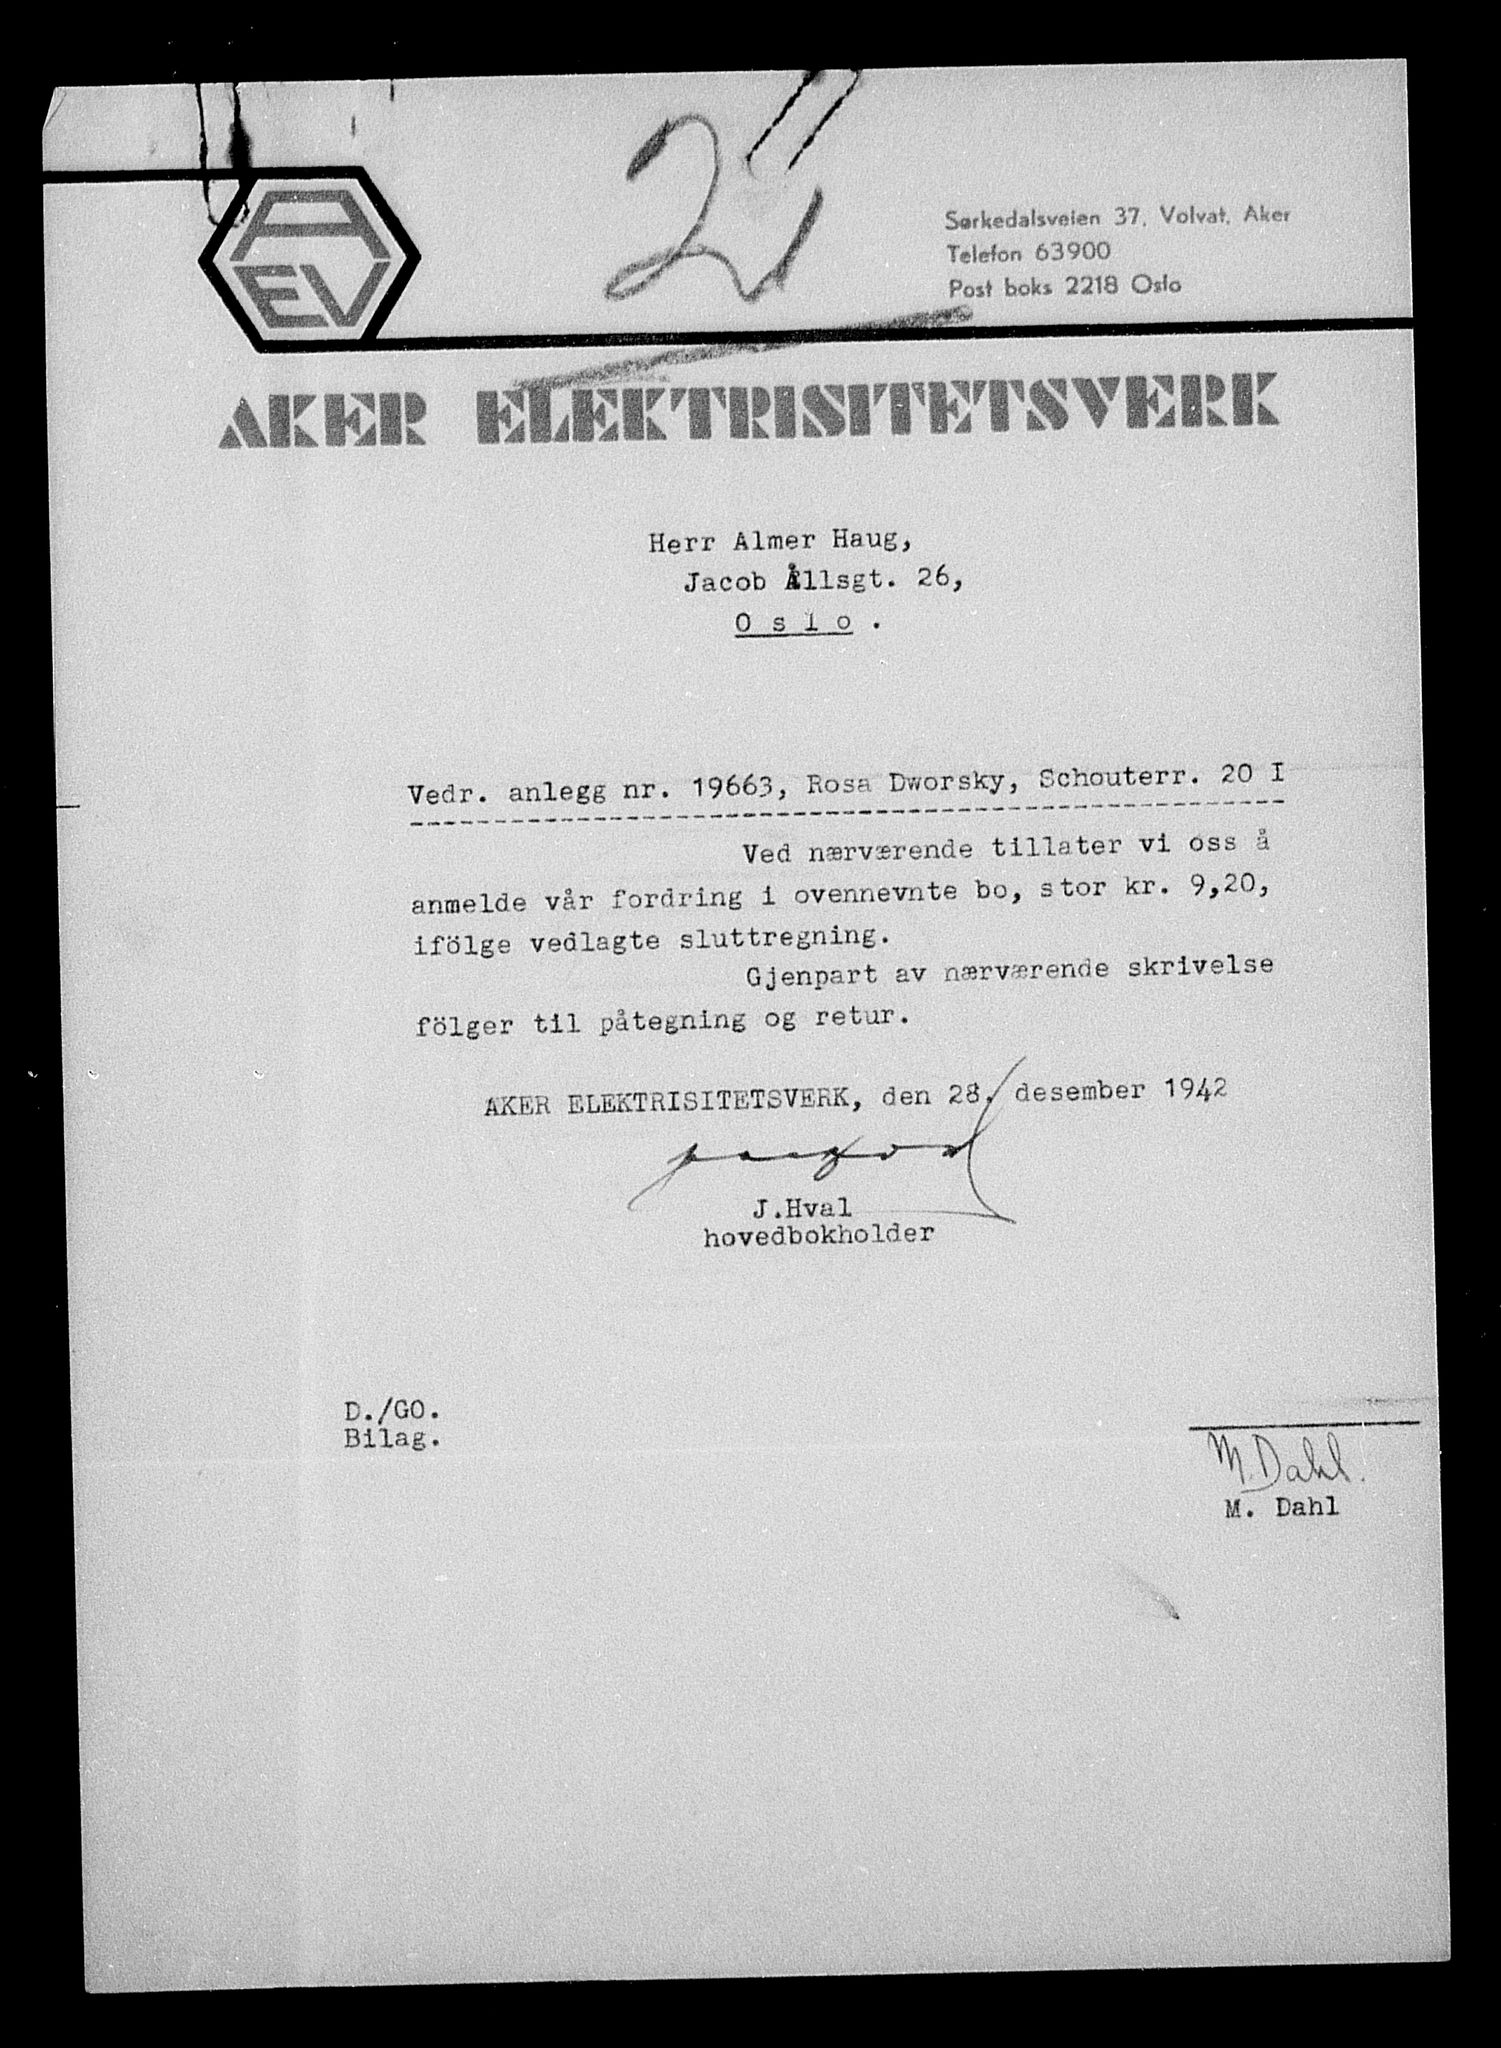 AEV
Sørkedalsveien 37, Volvat, Aker
Telefon 63900
Post boks 2218 Oslo
AKER ELEKTRISITETSVERK
Herr Almer Haug,
Jacob Ållsgt. 26,
Oslo.
Vedr. anlegg nr. 19663, Rosa Dworsky, Schouterr. 20 I
Ved nærværende tillater vi oss å
anmelde vår fordring i ovennevnte bo, stor kr. 9,20,
ifölge vedlagte sluttregning.
Gjenpart av nærværende skrivelse
fölger til påtegning og retur.
AKER ELEKTRISITETSVERK, den 28. desember 1942
J.Hval
hovedbokholder
D./GO.
Bilag.
M. Dahl.
M. Dahl